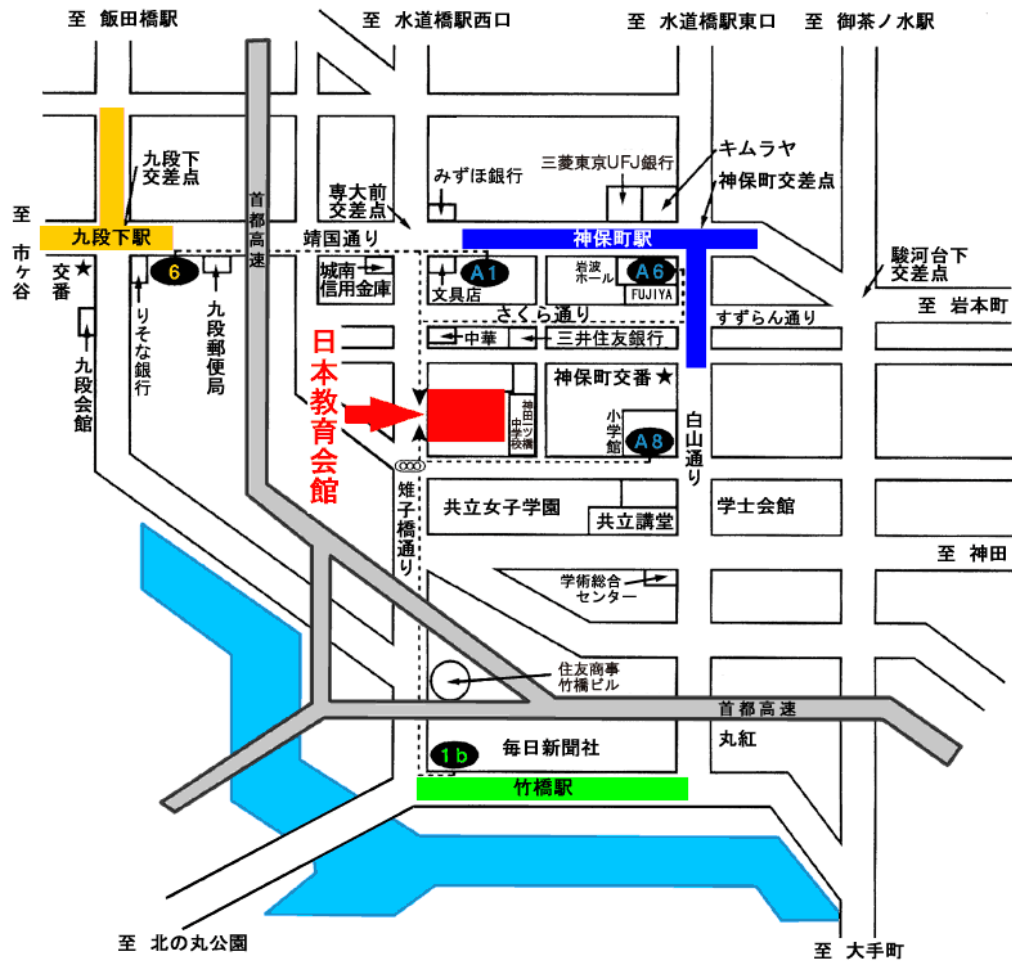 至 飯田橋駅
至 水道橋駅西口
至 水道橋駅東口
至 御茶ノ水駅
九段下
交差点
首都高速
専大前
交差点
みずほ銀行
三菱東京UFJ銀行
キムラヤ
神保町交差点
至 市ヶ谷
九段下駅
靖国通り
神保町駅
交番★
6
城南
信用金庫
文具店
A1
岩波
ホール
A6
FUJIYA
駿河台下
交差点
至 岩本町
りそな銀行
九段郵便局
九段会館
さくら通り
すずらん通り
中華
三井住友銀行
日本教育会館
神田一ツ橋
中学校
神保町交番★
小学館
A8
白山通り
雉子橋通り
共立女子学園
共立講堂
学士会館
至 神田
学術総合
センター
住友商事
竹橋ビル
首都高速
丸紅
1b
毎日新聞社
竹橋駅
至 北の丸公園
至 大手町